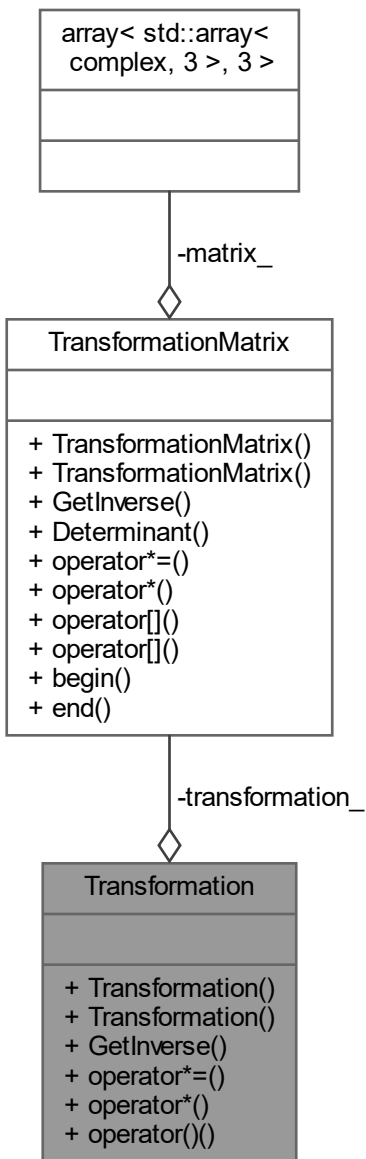 array< std::array<
complex, 3 >, 3 >
-matrix_
TransformationMatrix
+ TransformationMatrix()
+ TransformationMatrix()
+ GetInverse()
+ Determinant()
+ operator*=()
+ operator*()
+ operator[]()
+ operator[]()
+ begin()
+ end()
-transformation_
Transformation
+ Transformation()
+ Transformation()
+ GetInverse()
+ operator*=()
+ operator*()
+ operator()()